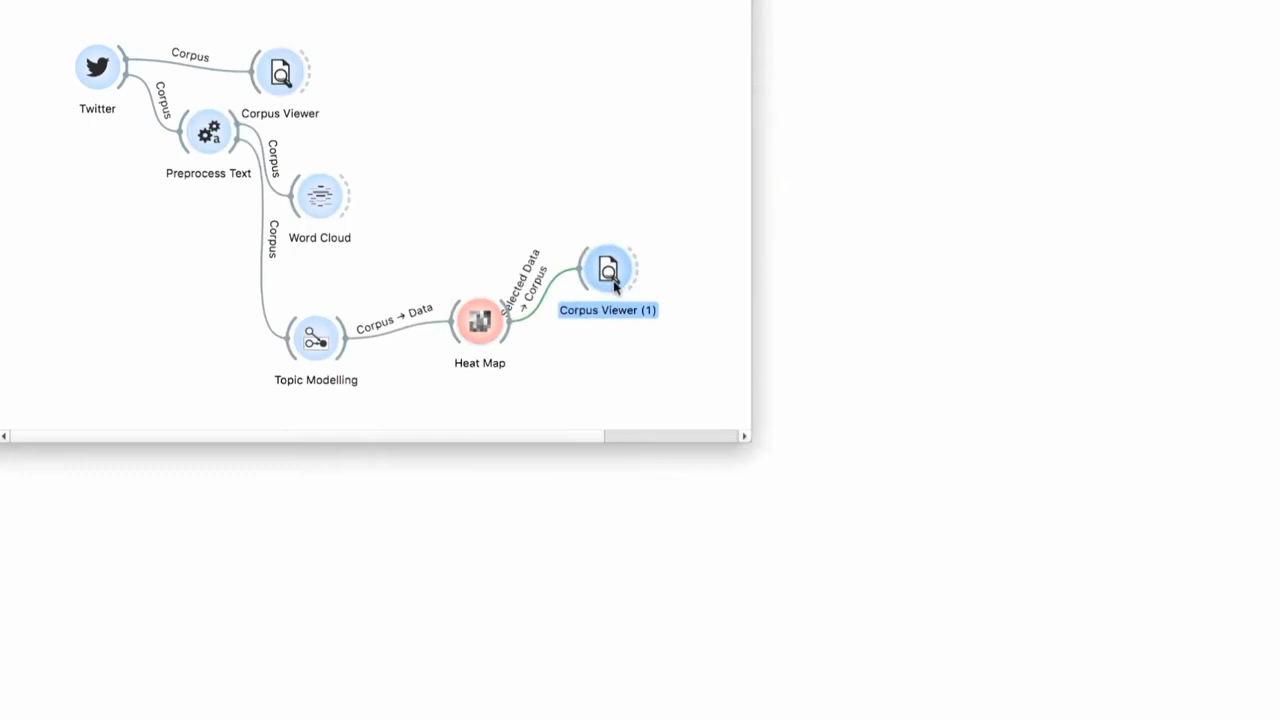 Corpus
Twitter
Corpus Viewer
Corpus
Preprocess Text
Corpus
Word Cloud
Corpus
Selected Data
→ Corpus
Corpus Viewer (1)
Corpus → Data
Heat Map
Topic Modelling